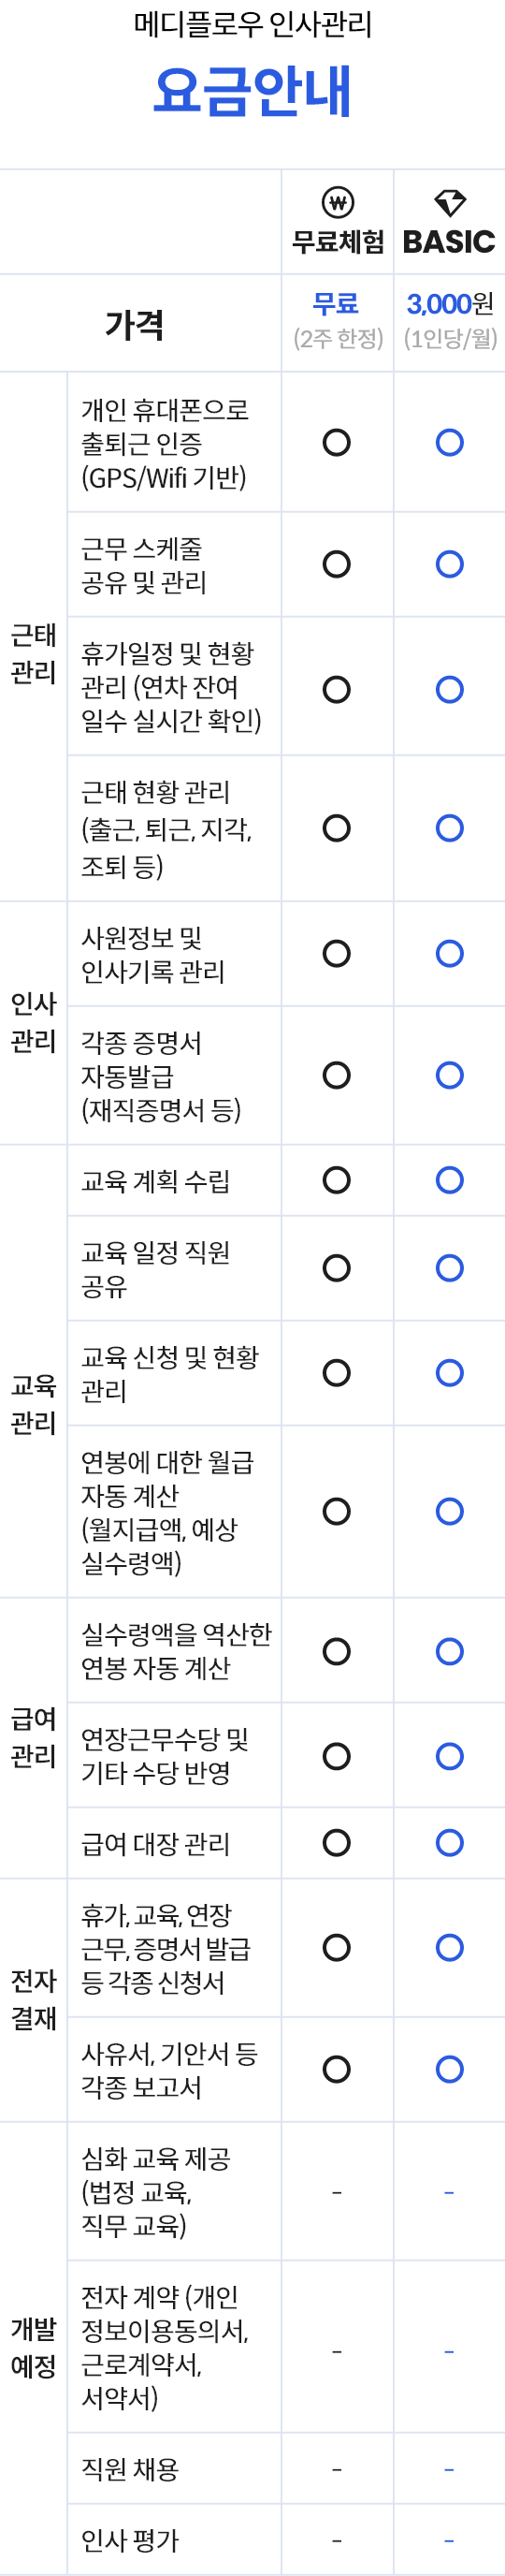 메디플로우 인사관리
요금안내
무료체험
BASIC
가격
무료
(2주 한정)
3,000원
(1인당/월)
근태
관리
개인 휴대폰으로
출퇴근 인증
(GPS/Wifi 기반)
근무 스케줄
공유 및 관리
휴가일정 및 현황
관리 (연차 잔여
일수 실시간 확인)
근태 현황 관리
(출근, 퇴근, 지각,
조퇴 등)
인사
관리
사원정보 및
인사기록 관리
각종 증명서
자동발급
(재직증명서 등)
교육
관리
교육 계획 수립
교육 일정 직원
공유
교육 신청 및 현황
관리
연봉에 대한 월급
자동 계산
(월지급액, 예상
실수령액)
급여
관리
실수령액을 역산한
연봉 자동 계산
연장근무수당 및
기타 수당 반영
급여 대장 관리
전자
결재
휴가, 교육, 연장
근무, 증명서 발급
등 각종 신청서
사유서, 기안서 등
각종 보고서
개발
예정
심화 교육 제공
(법정 교육,
직무 교육)
- -
전자 계약 (개인
정보이용동의서,
근로계약서,
서약서)
- -
직원 채용
- -
인사 평가
- -